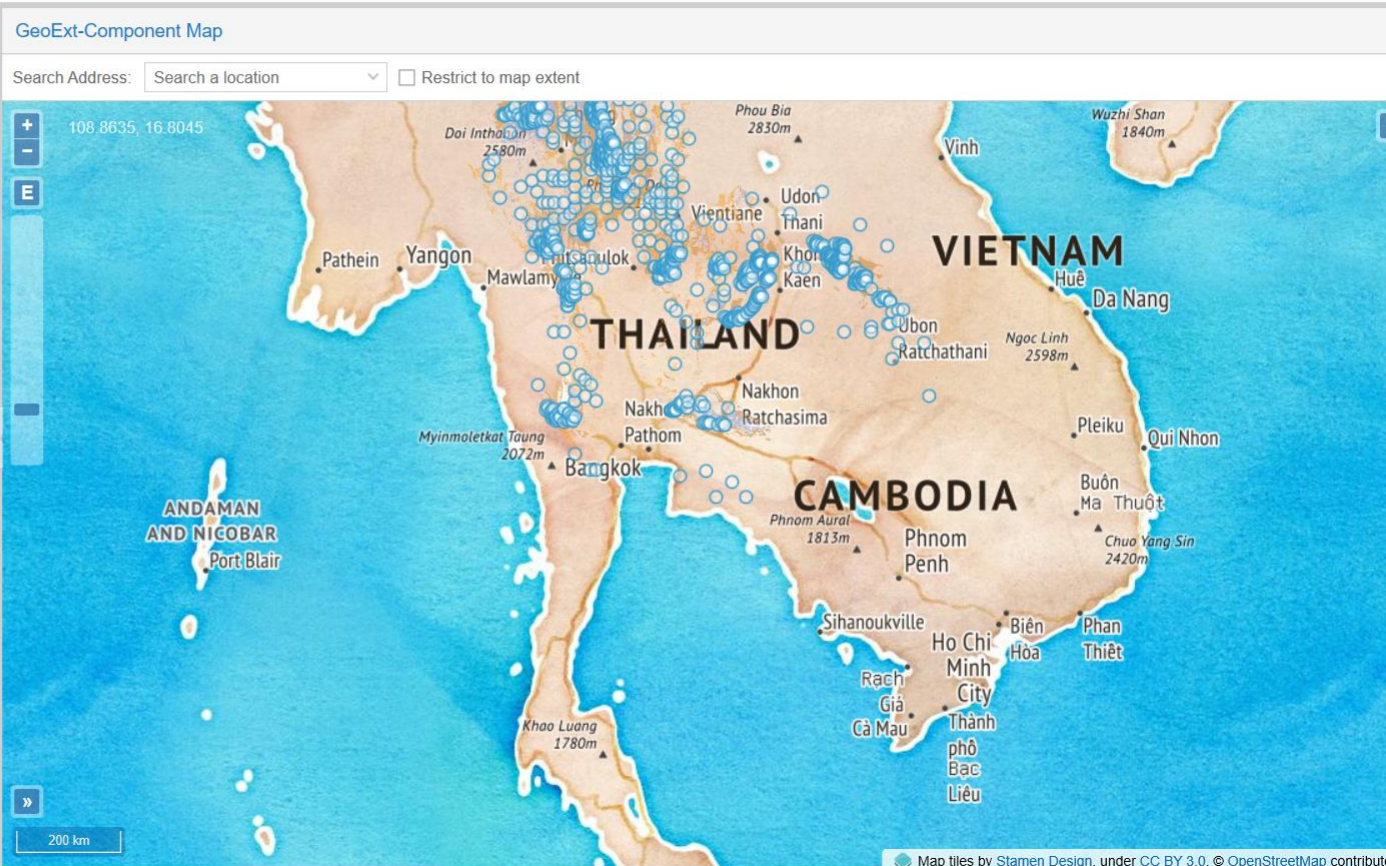 GeoExt-Component Map
Search Address: Search a location Restrict to map extent
+
108.8635, 16.8045
−
E
Phou Bia
2830m
Wuzhi Shan
1840m
Doi Inthanon
2580m
Vinh
Udon
Thani
Vientiane
VIETNAM
Pathein
Yangon
Mawlamy
Khon
Kaen
Huê
Da Nang
THAILAND
Ubon
Ratchathani
Ngoc Linh
2598m
Nakhon
Ratchasima
Nakh
Pathom
Myinmoletkat Taung
2072m
Bangkok
Pleiku
Qui Nhon
CAMBODIA
Buôn
Ma Thuột
ANDAMAN
AND NICOBAR
Port Blair
Phnom Aural
1813m
Phnom
Penh
Chuo Yang Sin
2420m
Sihanoukville
Biên
Hòa
Phan
Thiêt
Ho Chi
Minh
City
Rạch
Giá
Cà Mau
Thành
phô
Bạc
Liêu
Khao Luang
1780m
»
200 km
Map tiles by Stamen Design, under CC BY 3.0. © OpenStreetMap contribut